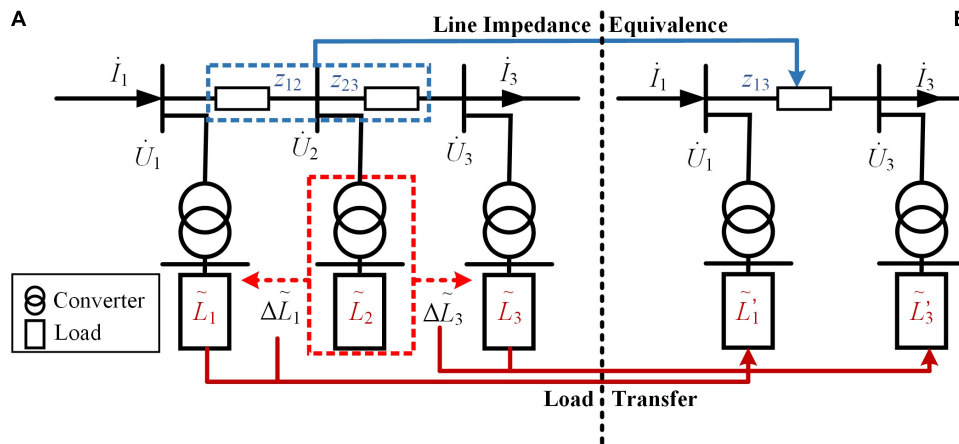 A
Line Impedance Equivalence
B
İ₁ z₁₂ z₂₃ İ₃ İ₁ z₁₃ İ₃
U̇₁ U̇₂ U̇₃ U̇₁ U̇₃
Converter
Load
L̃₁ ΔL̃₁ L̃₂ ΔL̃₃ L̃₃ L̃'₁ L̃'₃
Load Transfer